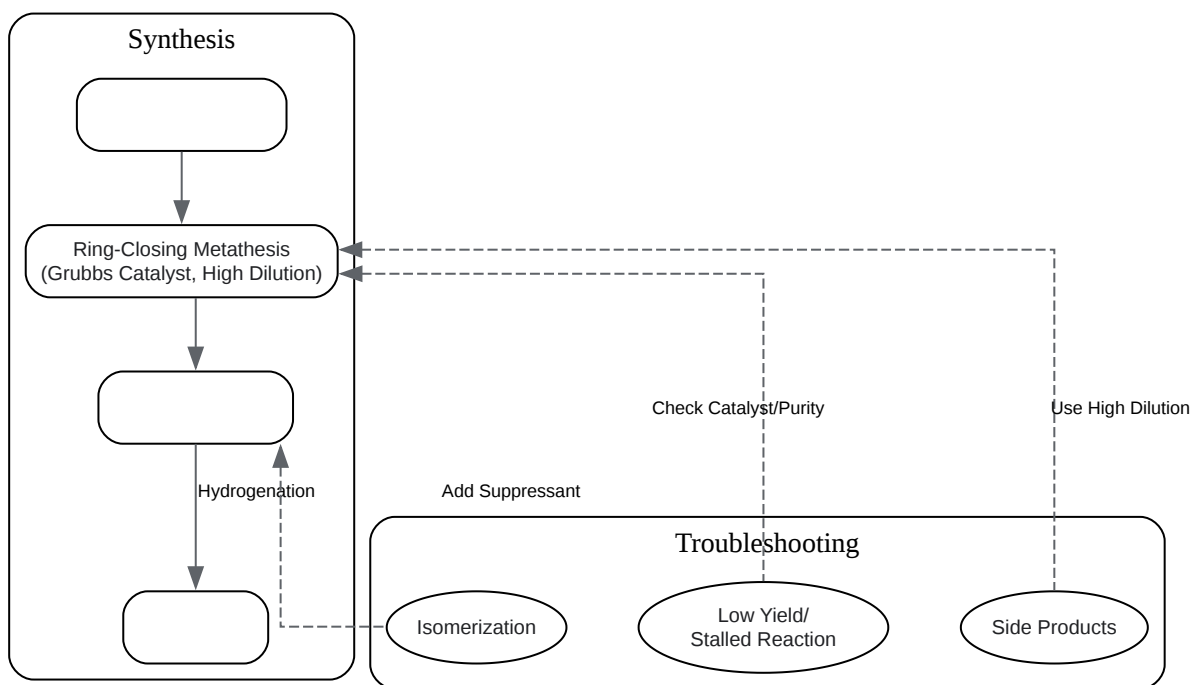 Synthesis
Ring-Closing Metathesis
(Grubbs Catalyst, High Dilution)
Check Catalyst/Purity
Use High Dilution
Hydrogenation
Add Suppressant
Troubleshooting
Isomerization
Low Yield/
Stalled Reaction
Side Products